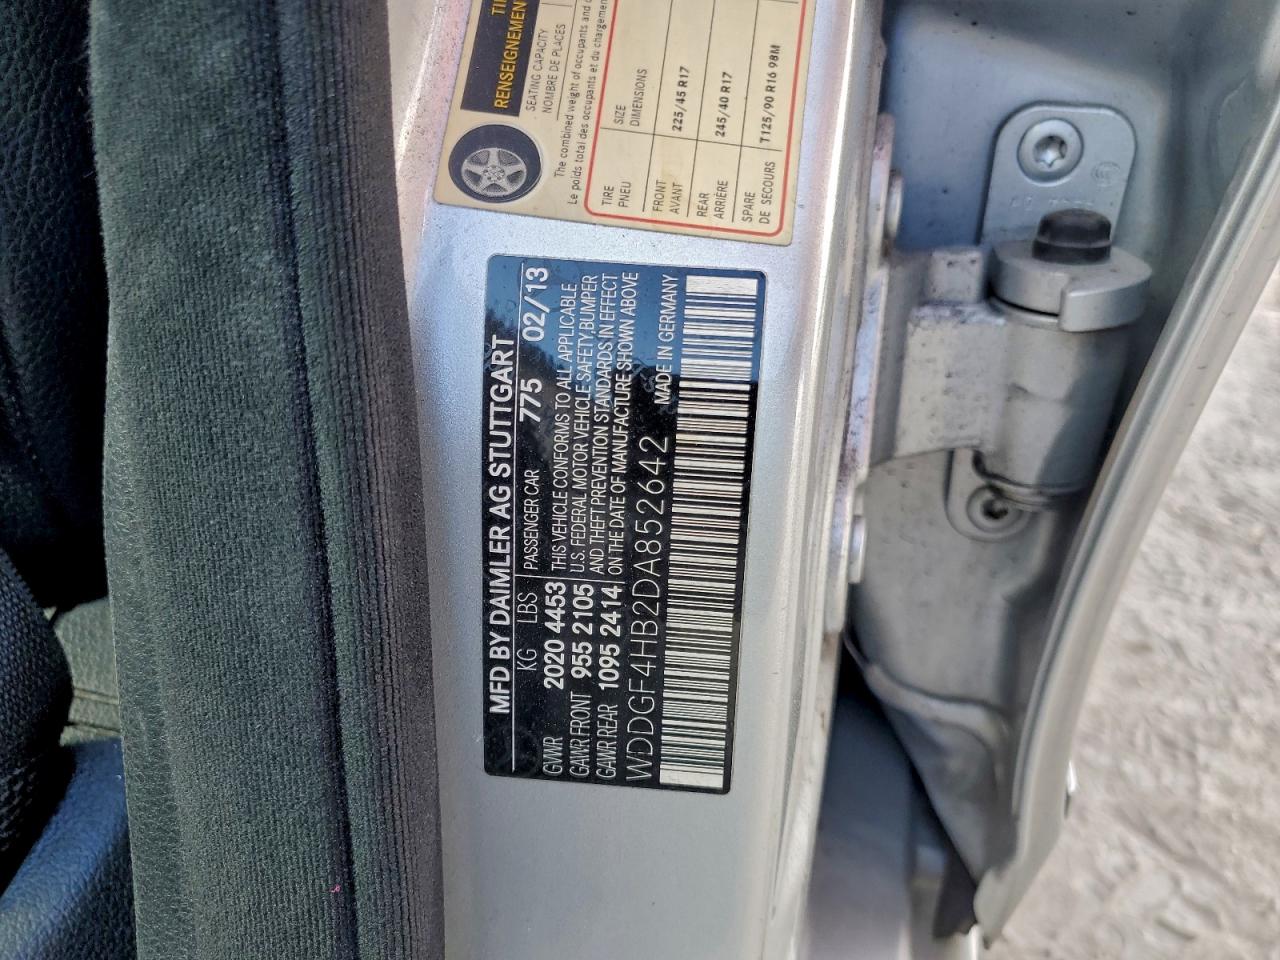 RENSEIGNEMEN
SEATING CAPACITY
NOMBRE DE PLACES
The combined weight of occupants and
Le poids total des occupants et du chargement
TIRE
PNEU
SIZE
DIMENSIONS
FRONT
AVANT
225/45 R17
REAR
ARRIÈRE
245/40 R17
SPARE
DE SECOURS
T125/90 R16 98M
MFD BY DAIMLER AG STUTTGART
KG LBS PASSENGER CAR 775 02/13
GVWR 2020 4453 THIS VEHICLE CONFORMS TO ALL APPLICABLE
GAWR FRONT 955 2105 U.S. FEDERAL MOTOR VEHICLE SAFETY,BUMPER
GAWR REAR 1095 2414 AND THEFT PREVENTION STANDARDS IN EFFECT
ON THE DATE OF MANUFACTURE SHOWN ABOVE
WDDGF4HB2DA852642 MADE IN GERMANY